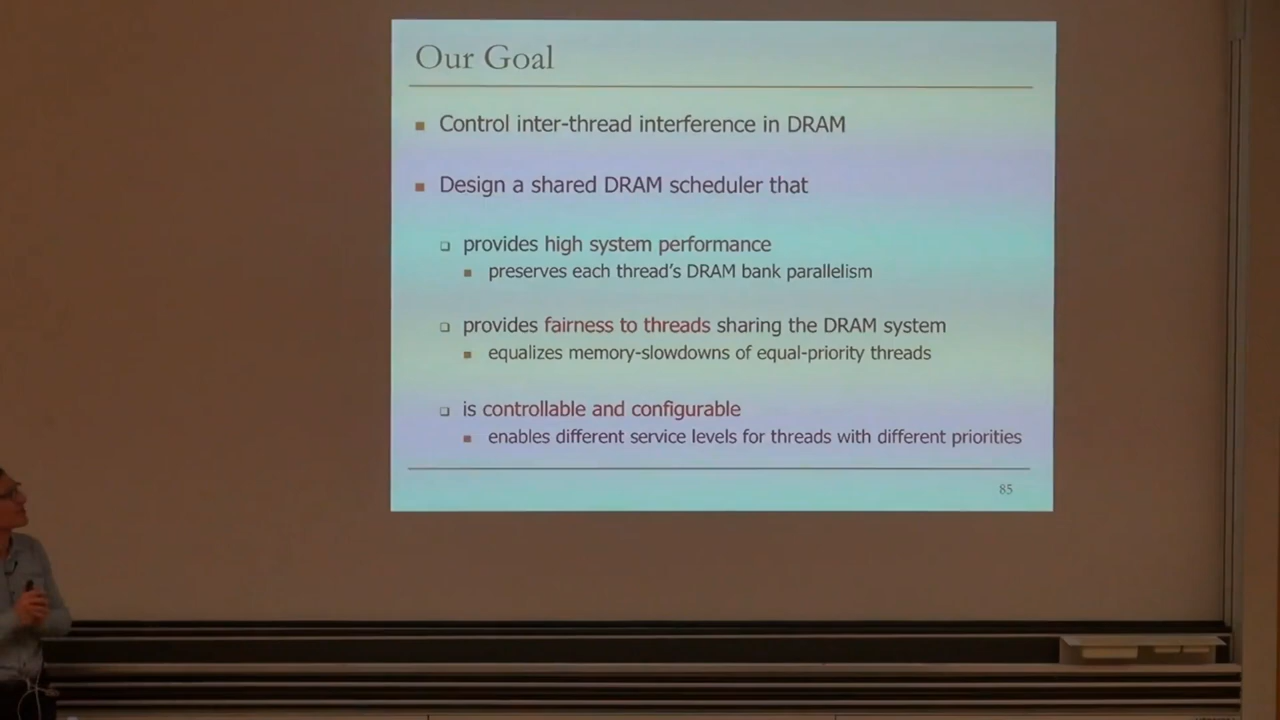 Our Goal
Control inter-thread interference in DRAM
Design a shared DRAM scheduler that
provides high system performance
preserves each thread's DRAM bank parallelism
provides fairness to threads sharing the DRAM system
equalizes memory-slowdowns of equal-priority threads
is controllable and configurable
enables different service levels for threads with different priorities
85